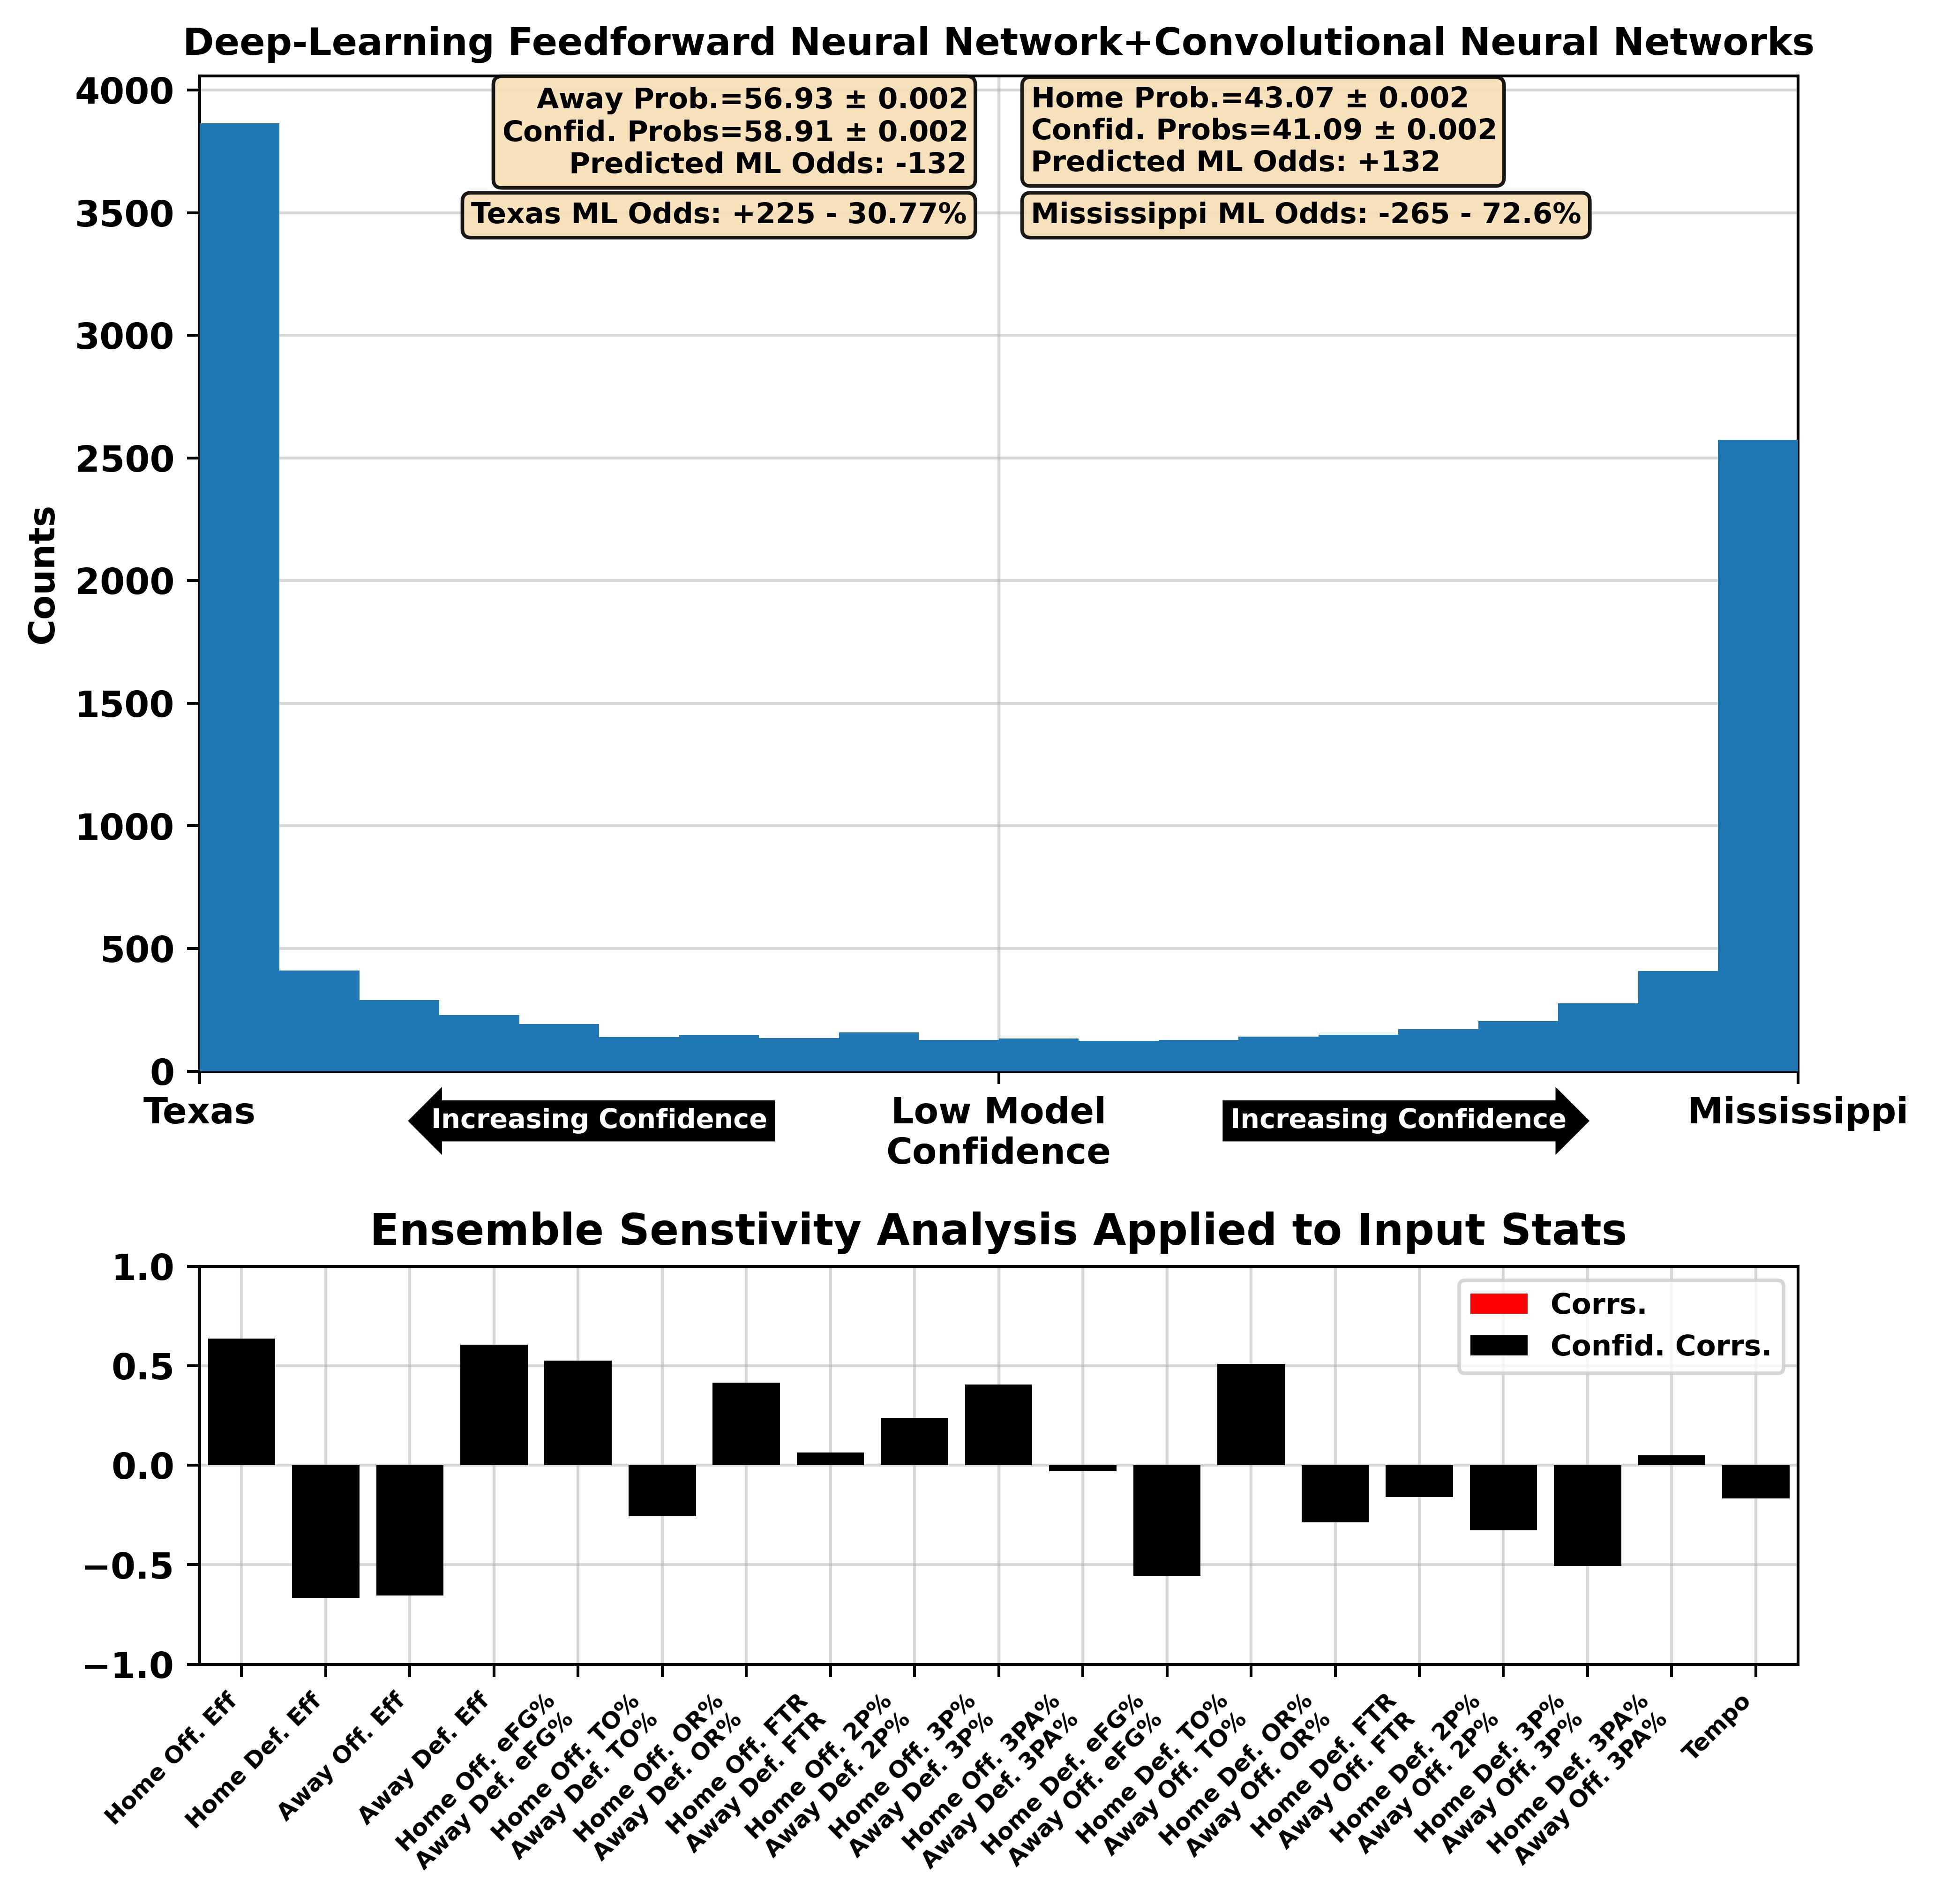 Deep-Learning Feedforward Neural Network+Convolutional Neural Networks
Away Prob.=56.93 ± 0.002
Confid. Probs=58.91 ± 0.002
Predicted ML Odds: -132
Texas ML Odds: +225 - 30.77%
Home Prob.=43.07 ± 0.002
Confid. Probs=41.09 ± 0.002
Predicted ML Odds: +132
Mississippi ML Odds: -265 - 72.6%
Counts
4000
3500
3000
2500
2000
1500
1000
500
0
Texas
Increasing Confidence
Low Model
Confidence
Increasing Confidence
Mississippi
Ensemble Senstivity Analysis Applied to Input Stats
1.0
0.5
0.0
−0.5
−1.0
Corrs.
Confid. Corrs.
Home Off. Eff
Home Def. Eff
Away Off. Eff
Away Def. Eff
Home Off. eFG%
Away Def. eFG%
Home Off. TO%
Away Def. TO%
Home Off. OR%
Away Def. OR%
Home Off. FTR
Away Def. FTR
Home Off. 2P%
Away Def. 2P%
Home Off. 3P%
Away Def. 3P%
Home Off. 3PA%
Away Def. 3PA%
Home Def. eFG%
Away Off. eFG%
Home Def. TO%
Away Off. TO%
Home Def. OR%
Away Off. OR%
Home Def. FTR
Away Off. FTR
Home Def. 2P%
Away Off. 2P%
Home Def. 3P%
Away Off. 3P%
Home Def. 3PA%
Away Off. 3PA%
Tempo